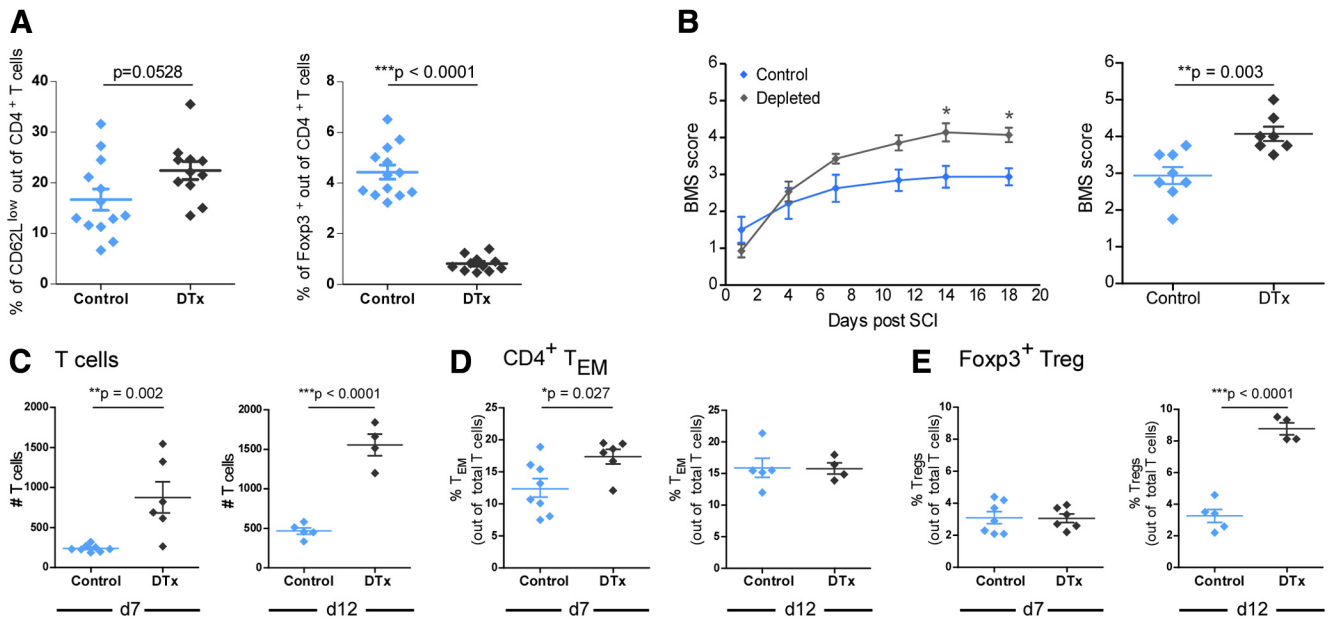 A
% of CD62L^low out of CD4^+ T cells
40
30
20
10
0
p=0.0528
Control
DTx
% of Foxp3^+ out of CD4^+ T cells
8
6
4
2
0
***p < 0.0001
Control
DTx
B
BMS score
6
5
4
3
2
1
0
Control
Depleted
*
*
0 2 4 6 8 10 12 14 16 18 20
Days post SCI
BMS score
6
5
4
3
2
1
0
**p = 0.003
Control
DTx
C
T cells
# T cells
2000
1500
1000
500
0
**p = 0.002
Control
DTx
d7
# T cells
2000
1500
1000
500
0
***p < 0.0001
Control
DTx
d12
D
CD4^+ T_EM
% T_EM
(out of total T cells)
25
20
15
10
5
0
*p = 0.027
Control
DTx
d7
% T_EM
(out of total T cells)
25
20
15
10
5
0
Control
DTx
d12
E
Foxp3^+ Treg
% Tregs
(out of total T cells)
10
8
6
4
2
0
Control
DTx
d7
% Tregs
(out of total T cells)
10
8
6
4
2
0
***p <0.0001
Control
DTx
d12